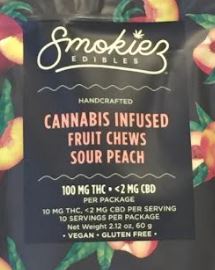 Smokiez
EDIBLES
HANDCRAFTED
CANNABIS INFUSED
FRUIT CHEWS
SOUR PEACH
100 MG THC • <2 MG CBD
PER PACKAGE
10 MG THC, <2 MG CBD PER SERVING
10 SERVINGS PER PACKAGE
Net Weight 2.12 oz, 60 g
• VEGAN • GLUTEN FREE •